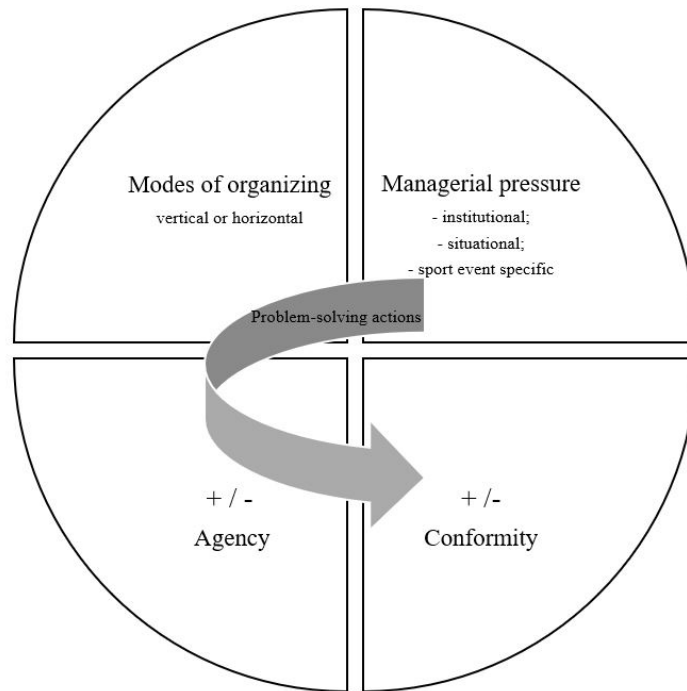 Modes of organizing
vertical or horizontal
Managerial pressure
- institutional;
- situational;
- sport event specific
Problem-solving actions
+ / -
Agency
+ /-
Conformity